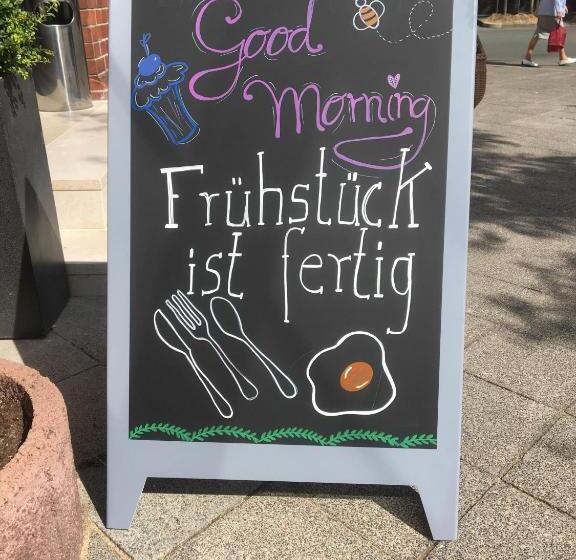 Good
Morning
Frühstück
ist fertig